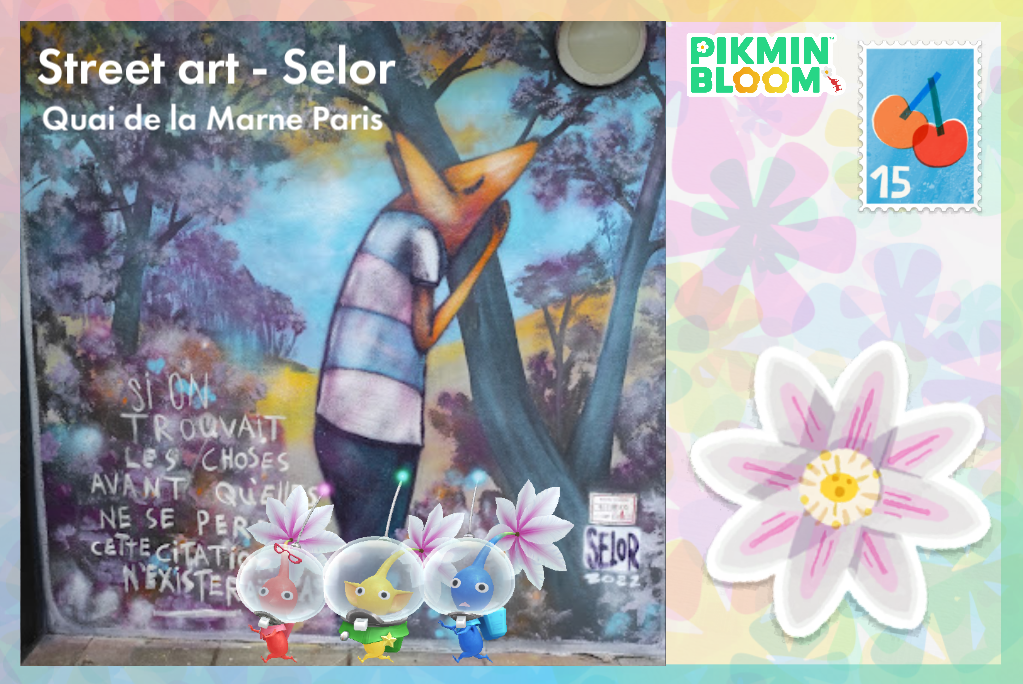 Street art - Selor
Quai de la Marne Paris
PIKMIN
BLOOM
15
SI ON
TROUVAIT
LES CHOSES
AVANT QU'ELLES
NE SE PER
CETTE CITATIO
N'EXISTER
SELOR
2022